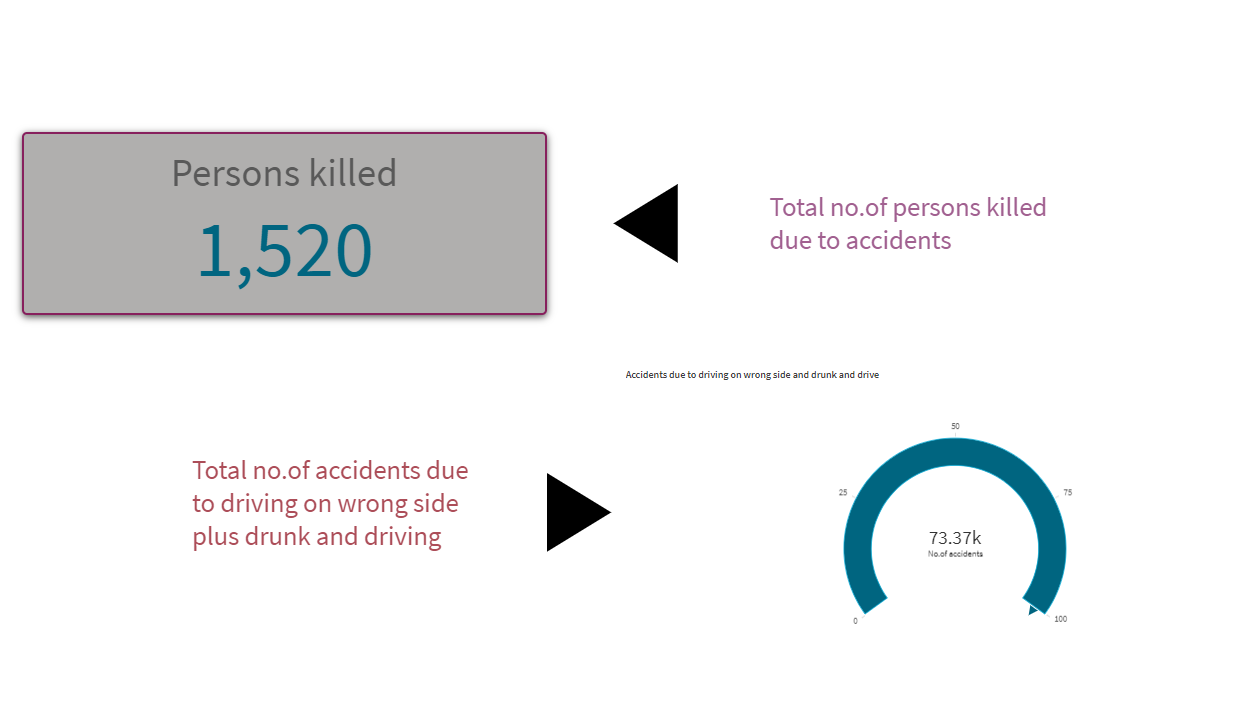 Persons killed
1,520
Total no.of persons killed
due to accidents
Accidents due to driving on wrong side and drunk and drive
Total no.of accidents due
to driving on wrong side
plus drunk and driving
50
25
75
73.37k
No.of accidents
0
100